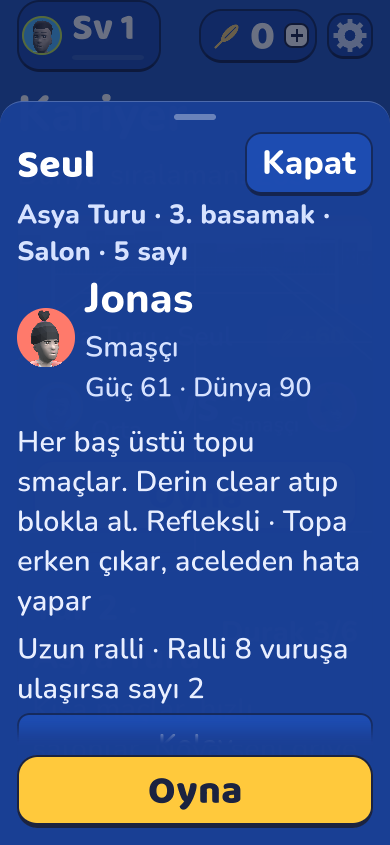 Sv 1
0
Kariyer
Seul
Kapat
Asya Turu · 3. basamak ·
Salon · 5 sayı
Jonas
Smaşçı
Güç 61 · Dünya 90
Her baş üstü topu
smaçlar. Derin clear atıp
blokla al. Refleksli · Topa
erken çıkar, aceleden hata
yapar
Uzun ralli · Ralli 8 vuruşa
ulaşırsa sayı 2
Oyna